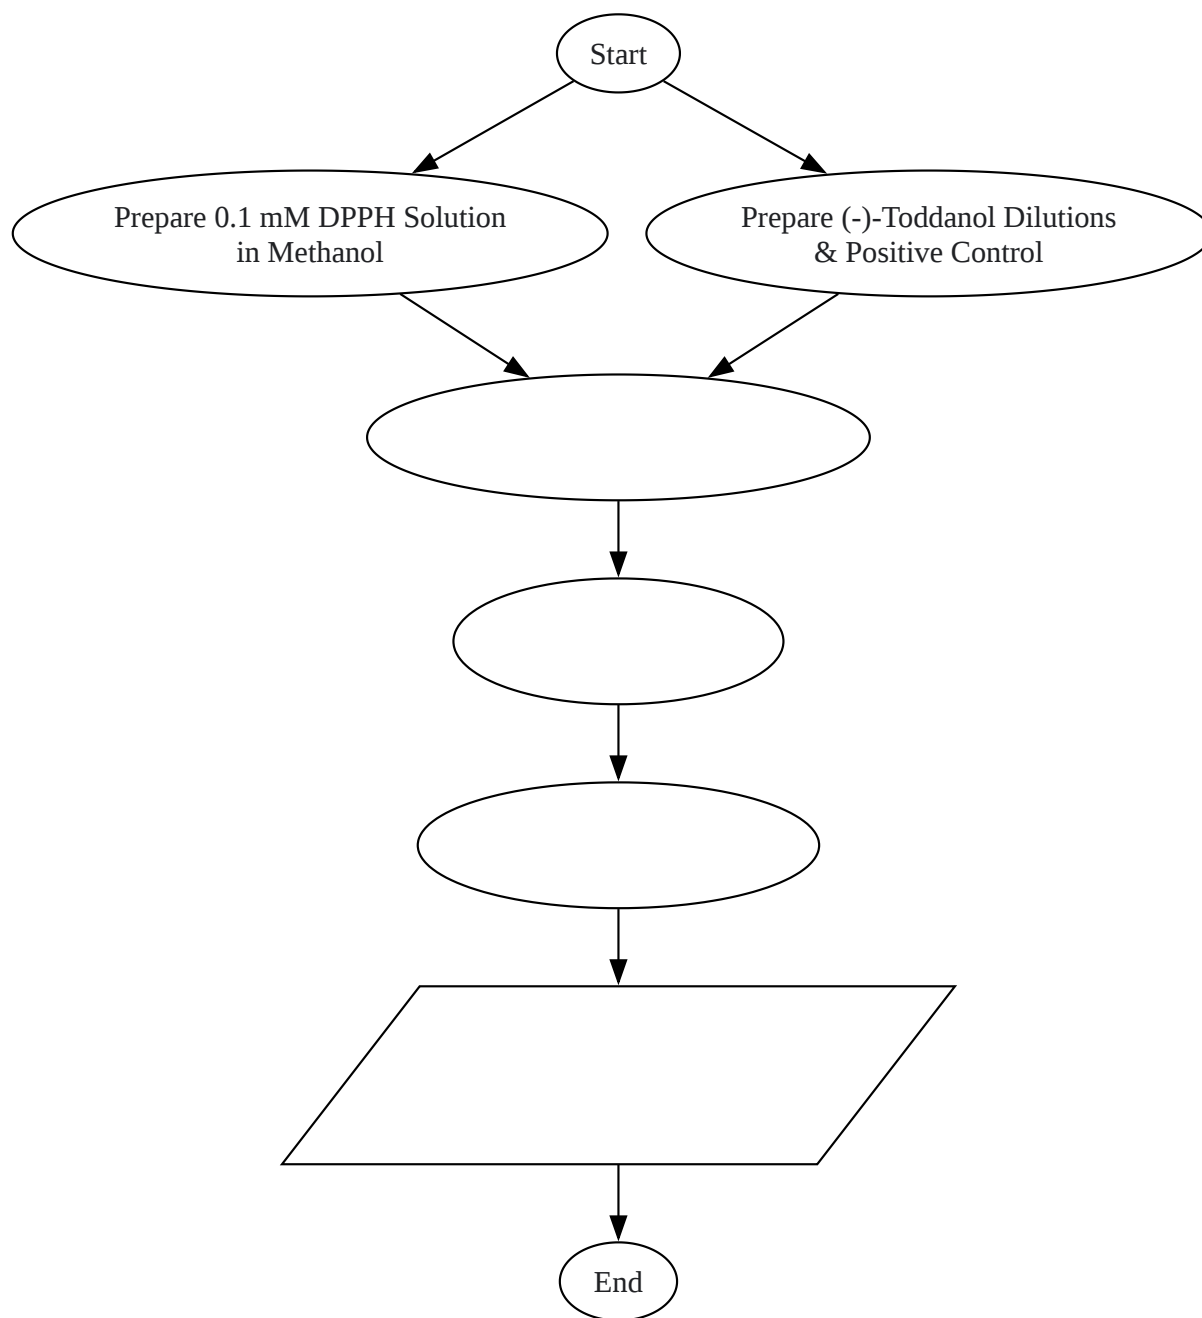 Start
Prepare 0.1 mM DPPH Solution
in Methanol
Prepare (-)-Toddanol Dilutions
& Positive Control
End